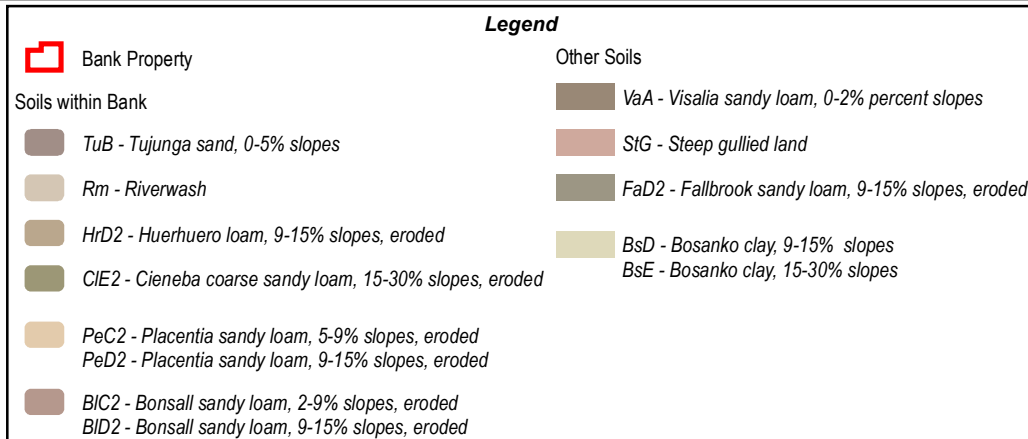 Legend
Bank Property
Soils within Bank
TuB - Tujunga sand, 0-5% slopes
Rm - Riverwash
HrD2 - Huerhuero loam, 9-15% slopes, eroded
CIE2 - Cieneba coarse sandy loam, 15-30% slopes, eroded
PeC2 - Placentia sandy loam, 5-9% slopes, eroded
PeD2 - Placentia sandy loam, 9-15% slopes, eroded
BIC2 - Bonsall sandy loam, 2-9% slopes, eroded
BID2 - Bonsall sandy loam, 9-15% slopes, eroded
Other Soils
VaA - Visalia sandy loam, 0-2% percent slopes
StG - Steep gullied land
FaD2 - Fallbrook sandy loam, 9-15% slopes, eroded
BsD - Bosanko clay, 9-15% slopes
BsE - Bosanko clay, 15-30% slopes